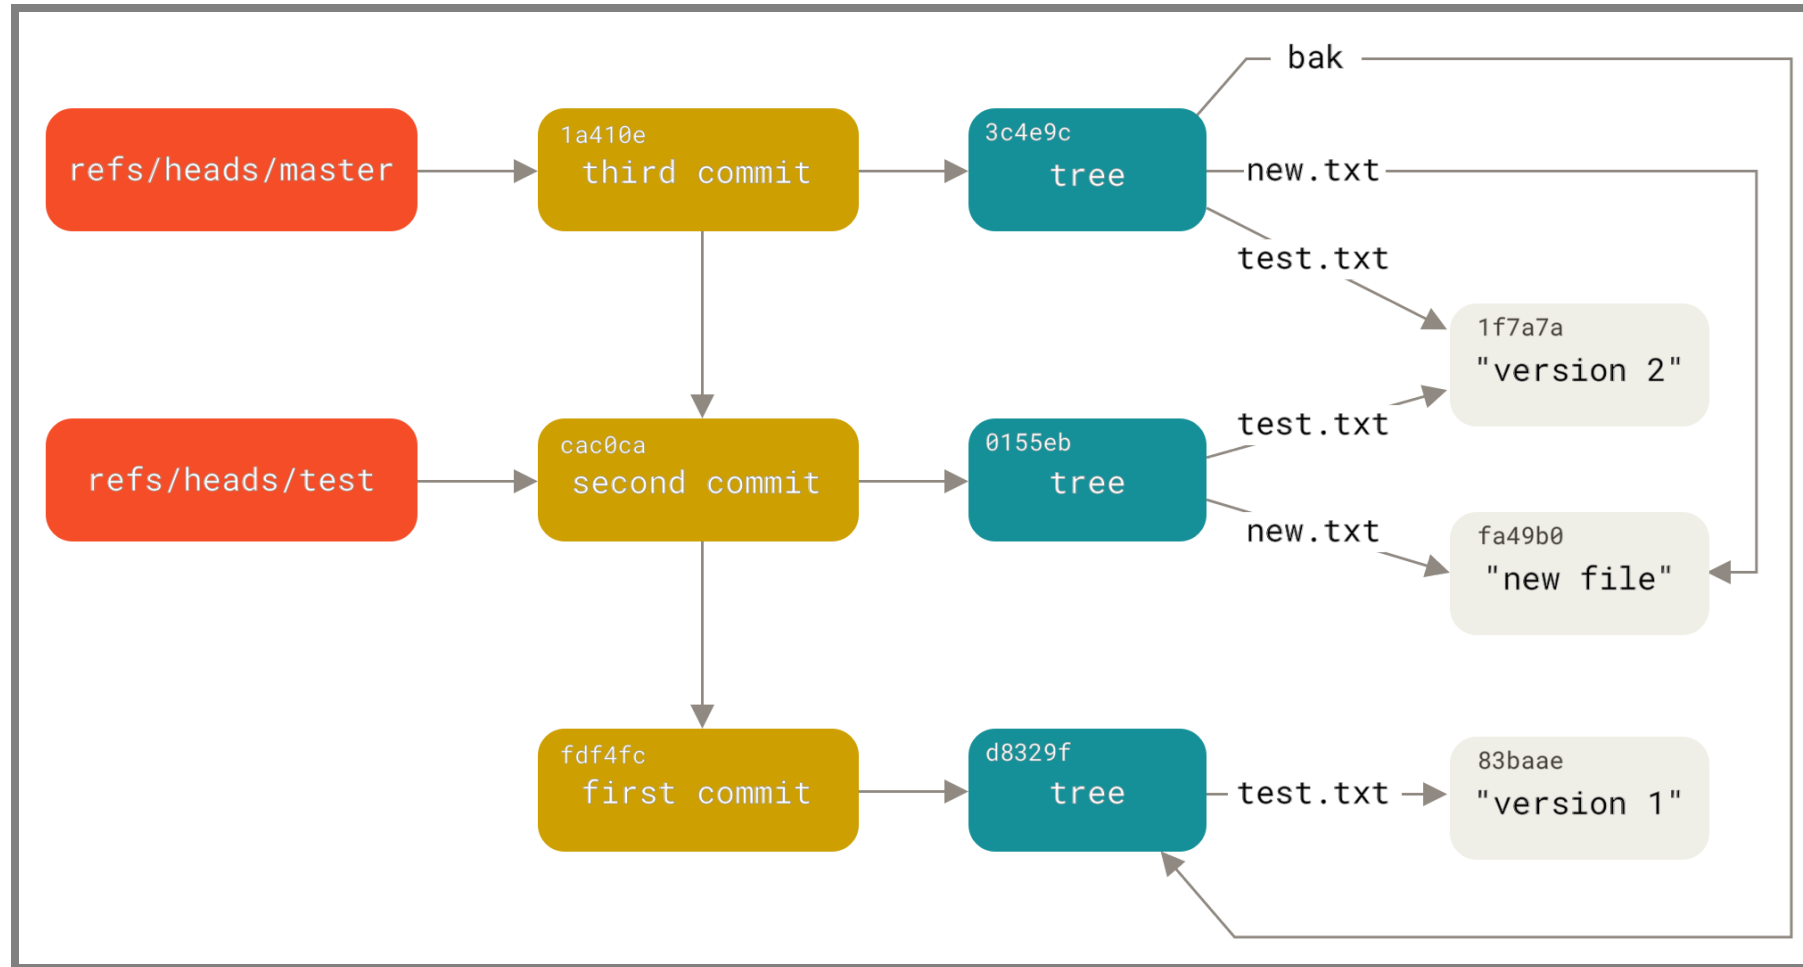 bak
refs/heads/master
1a410e
third commit
3c4e9c
tree
new.txt
test.txt
1f7a7a
"version 2"
refs/heads/test
cac0ca
second commit
0155eb
tree
test.txt
new.txt
fa49b0
"new file"
fdf4fc
first commit
d8329f
tree
test.txt
83baae
"version 1"